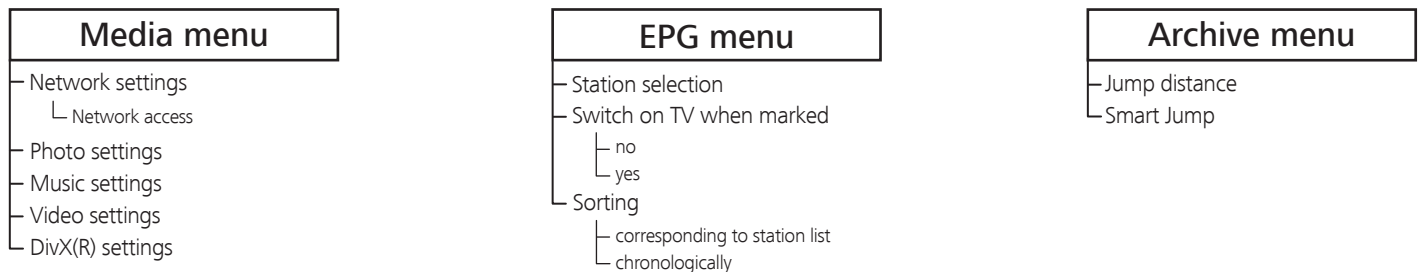 Media menu
Network settings
Network access
Photo settings
Music settings
Video settings
DivX(R) settings
EPG menu
Station selection
Switch on TV when marked
no
yes
Sorting
corresponding to station list
chronologically
Archive menu
Jump distance
Smart Jump